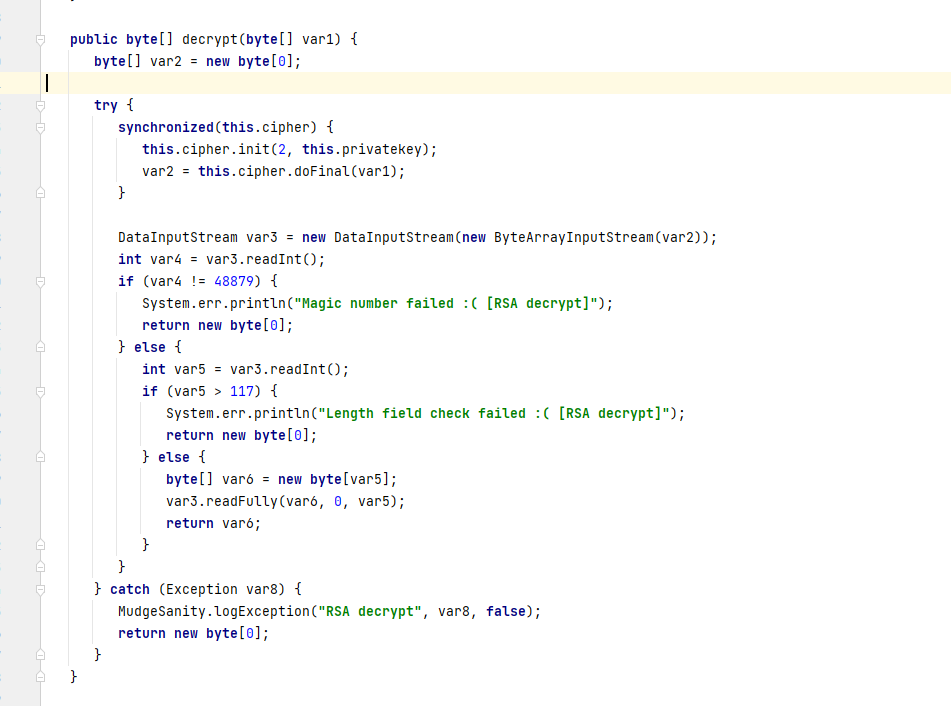 public byte[] decrypt(byte[] var1) {
byte[] var2 = new byte[0];
try {
synchronized(this.cipher) {
this.cipher.init(2, this.privatekey);
var2 = this.cipher.doFinal(var1);
}
DataInputStream var3 = new DataInputStream(new ByteArrayInputStream(var2));
int var4 = var3.readInt();
if (var4 != 48879) {
System.err.println("Magic number failed :( [RSA decrypt]");
return new byte[0];
} else {
int var5 = var3.readInt();
if (var5 > 117) {
System.err.println("Length field check failed :( [RSA decrypt]");
return new byte[0];
} else {
byte[] var6 = new byte[var5];
var3.readFully(var6, 0, var5);
return var6;
}
}
} catch (Exception var8) {
MudgeSanity.logException("RSA decrypt", var8, false);
return new byte[0];
}
}